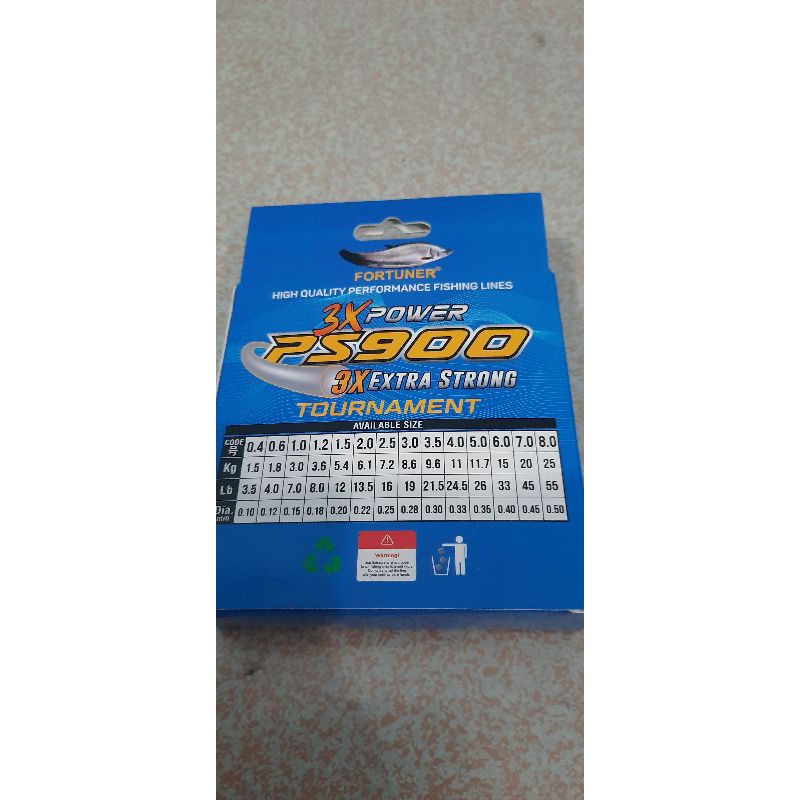 FORTUNER®
HIGH QUALITY PERFORMANCE FISHING LINES
3X POWER
PS900
3X EXTRA STRONG
TOURNAMENT
AVAILABLE SIZE
CODE 号 0.4 0.6 1.0 1.2 1.5 2.0 2.5 3.0 3.5 4.0 5.0 6.0 7.0 8.0
Kg 1.5 1.8 3.0 3.6 5.4 6.1 7.2 8.6 9.6 11 11.7 15 20 25
Lb 3.5 4.0 7.0 8.0 12 13.5 16 19 21.5 24.5 26 33 45 55
Dia. mm 0.10 0.12 0.15 0.18 0.20 0.22 0.25 0.28 0.30 0.33 0.35 0.40 0.45 0.50
Warning!